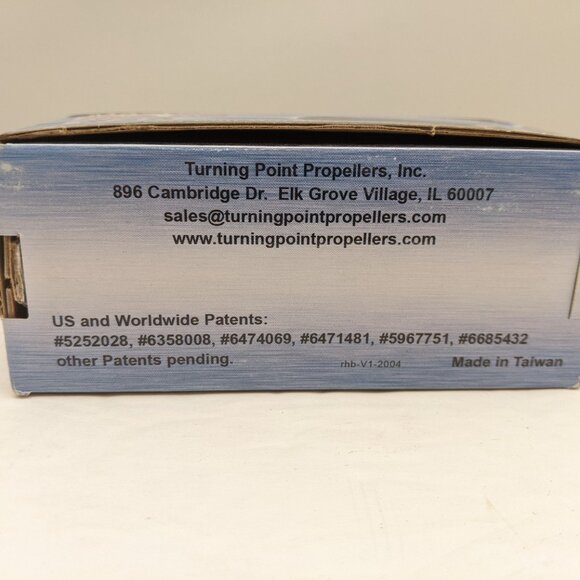 Turning Point Propellers, Inc.
896 Cambridge Dr. Elk Grove Village, IL 60007
sales@turningpointpropellers.com
www.turningpointpropellers.com
US and Worldwide Patents:
#5252028, #6358008, #6474069, #6471481, #5967751, #6685432
other Patents pending. rhb-V1-2004 Made in Taiwan